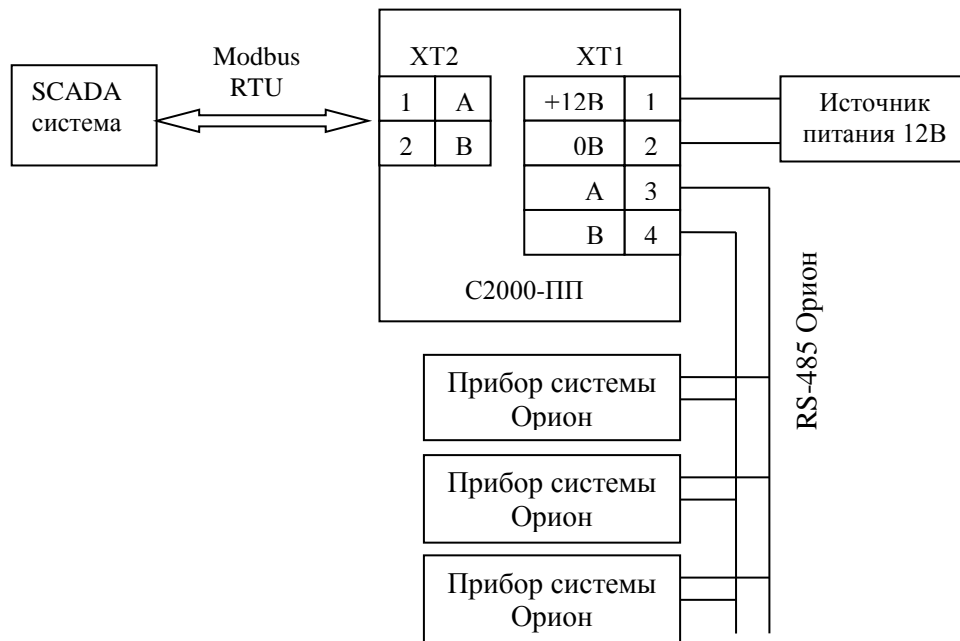 SCADA
система
Modbus
RTU
XT2
1 A
2 B
XT1
+12В 1
0В 2
А 3
В 4
С2000-ПП
Источник
питания 12В
RS-485 Орион
Прибор системы
Орион
Прибор системы
Орион
Прибор системы
Орион